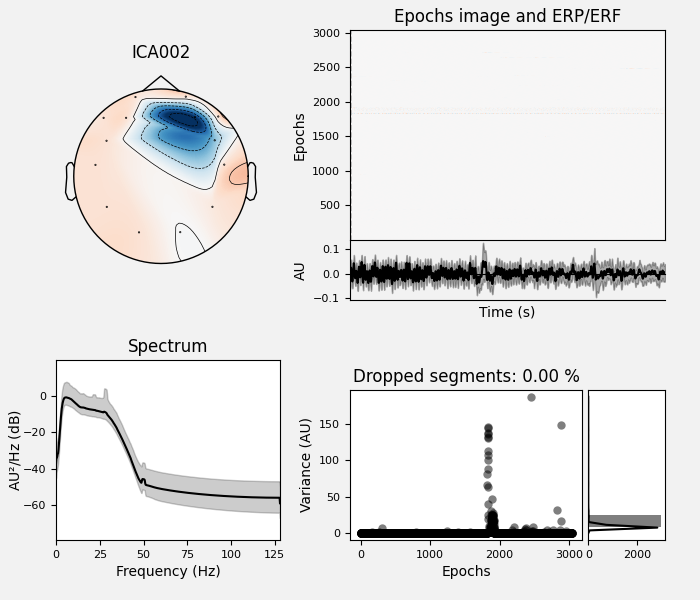 ICA002
Epochs image and ERP/ERF
Epochs
3000
2500
2000
1500
1000
500
AU
0.1
0.0
−0.1
Time (s)
Spectrum
AU²/Hz (dB)
0
−20
−40
−60
0 25 50 75 100 125
Frequency (Hz)
Dropped segments: 0.00 %
Variance (AU)
150
100
50
0
0 1000 2000 3000
Epochs
0 2000